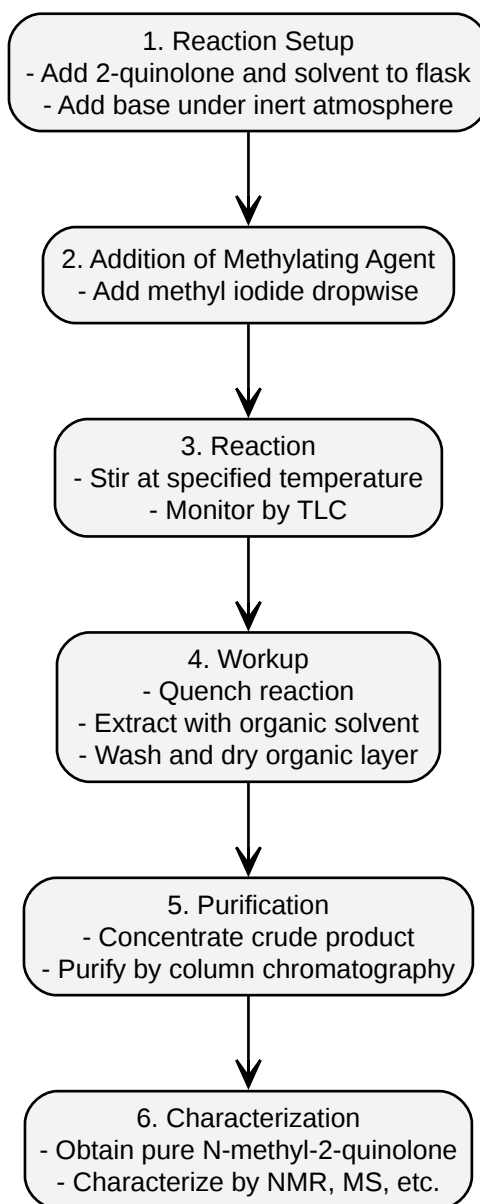 1. Reaction Setup
- Add 2-quinolone and solvent to flask
- Add base under inert atmosphere
2. Addition of Methylating Agent
- Add methyl iodide dropwise
3. Reaction
- Stir at specified temperature
- Monitor by TLC
4. Workup
- Quench reaction
- Extract with organic solvent
- Wash and dry organic layer
5. Purification
- Concentrate crude product
- Purify by column chromatography
6. Characterization
- Obtain pure N-methyl-2-quinolone
- Characterize by NMR, MS, etc.